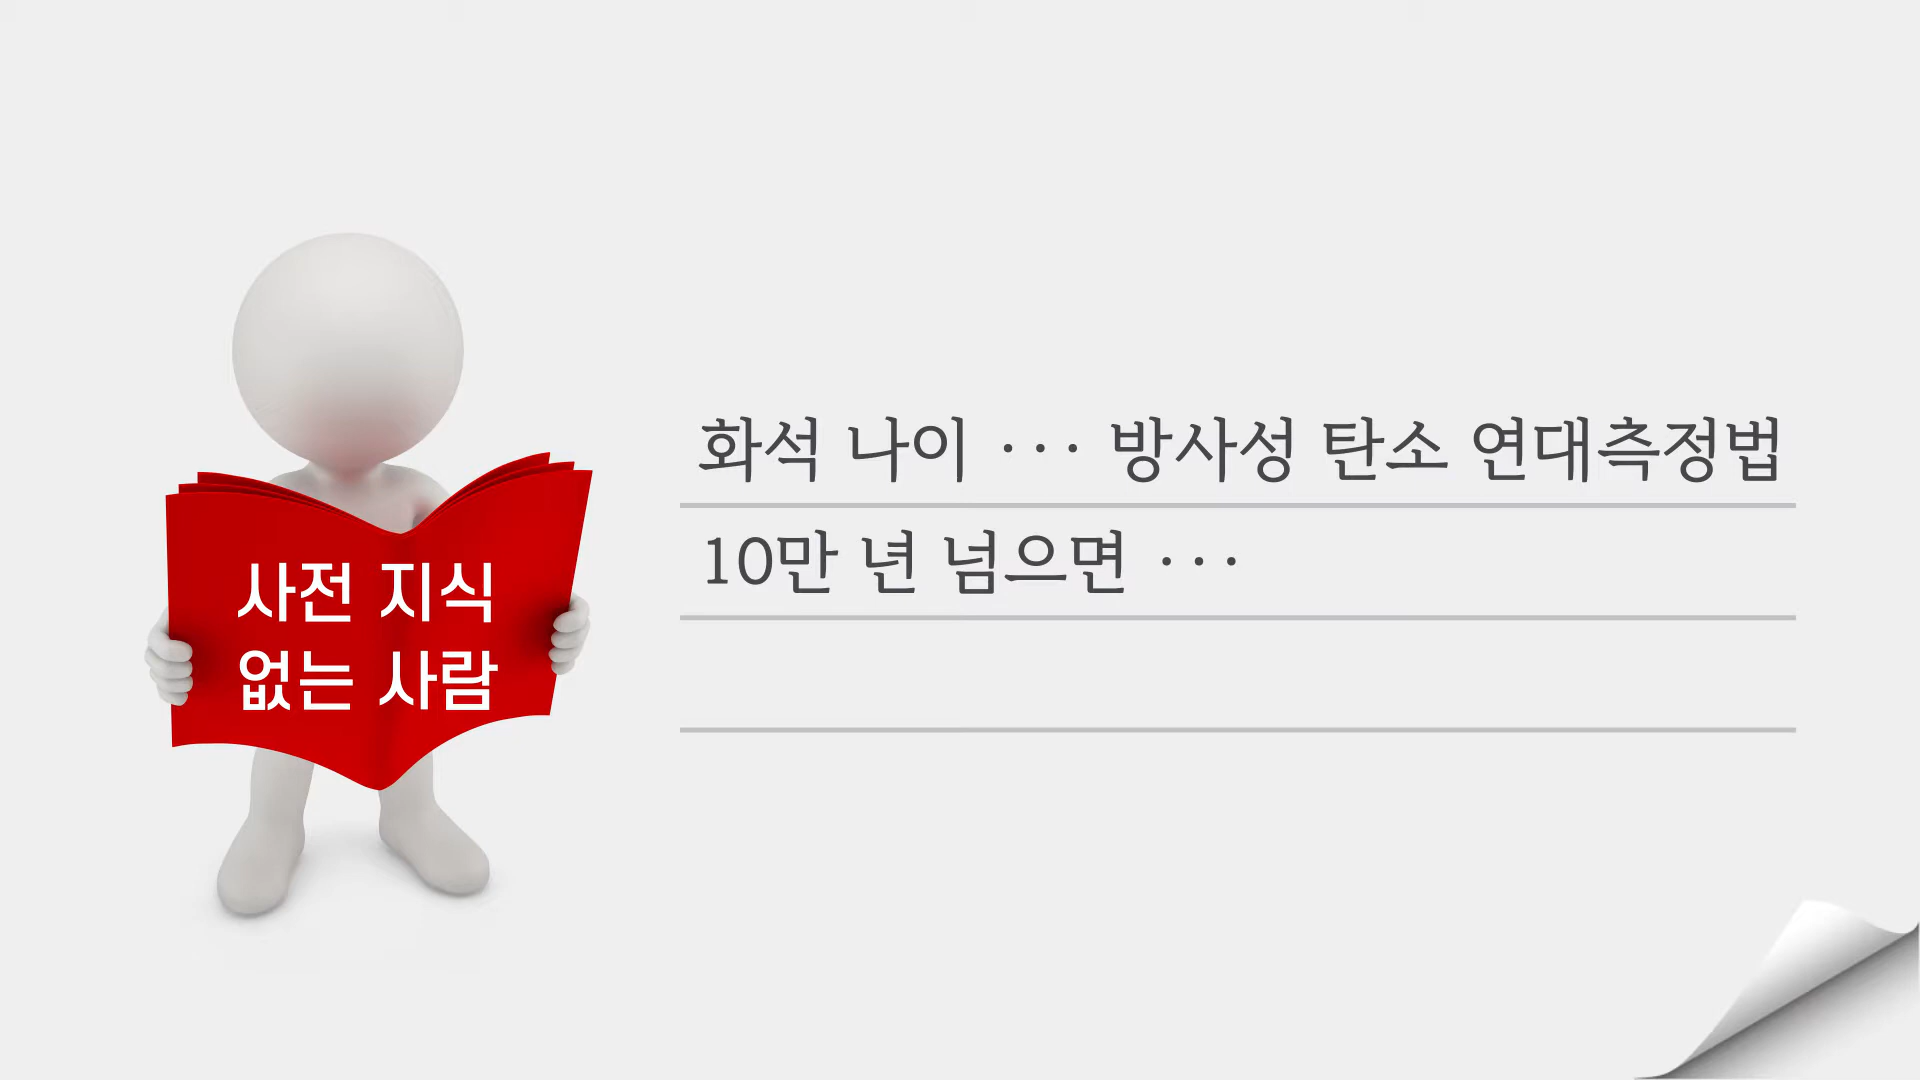 사전 지식
없는 사람
화석 나이 ··· 방사성 탄소 연대측정법
10만 년 넘으면 ···